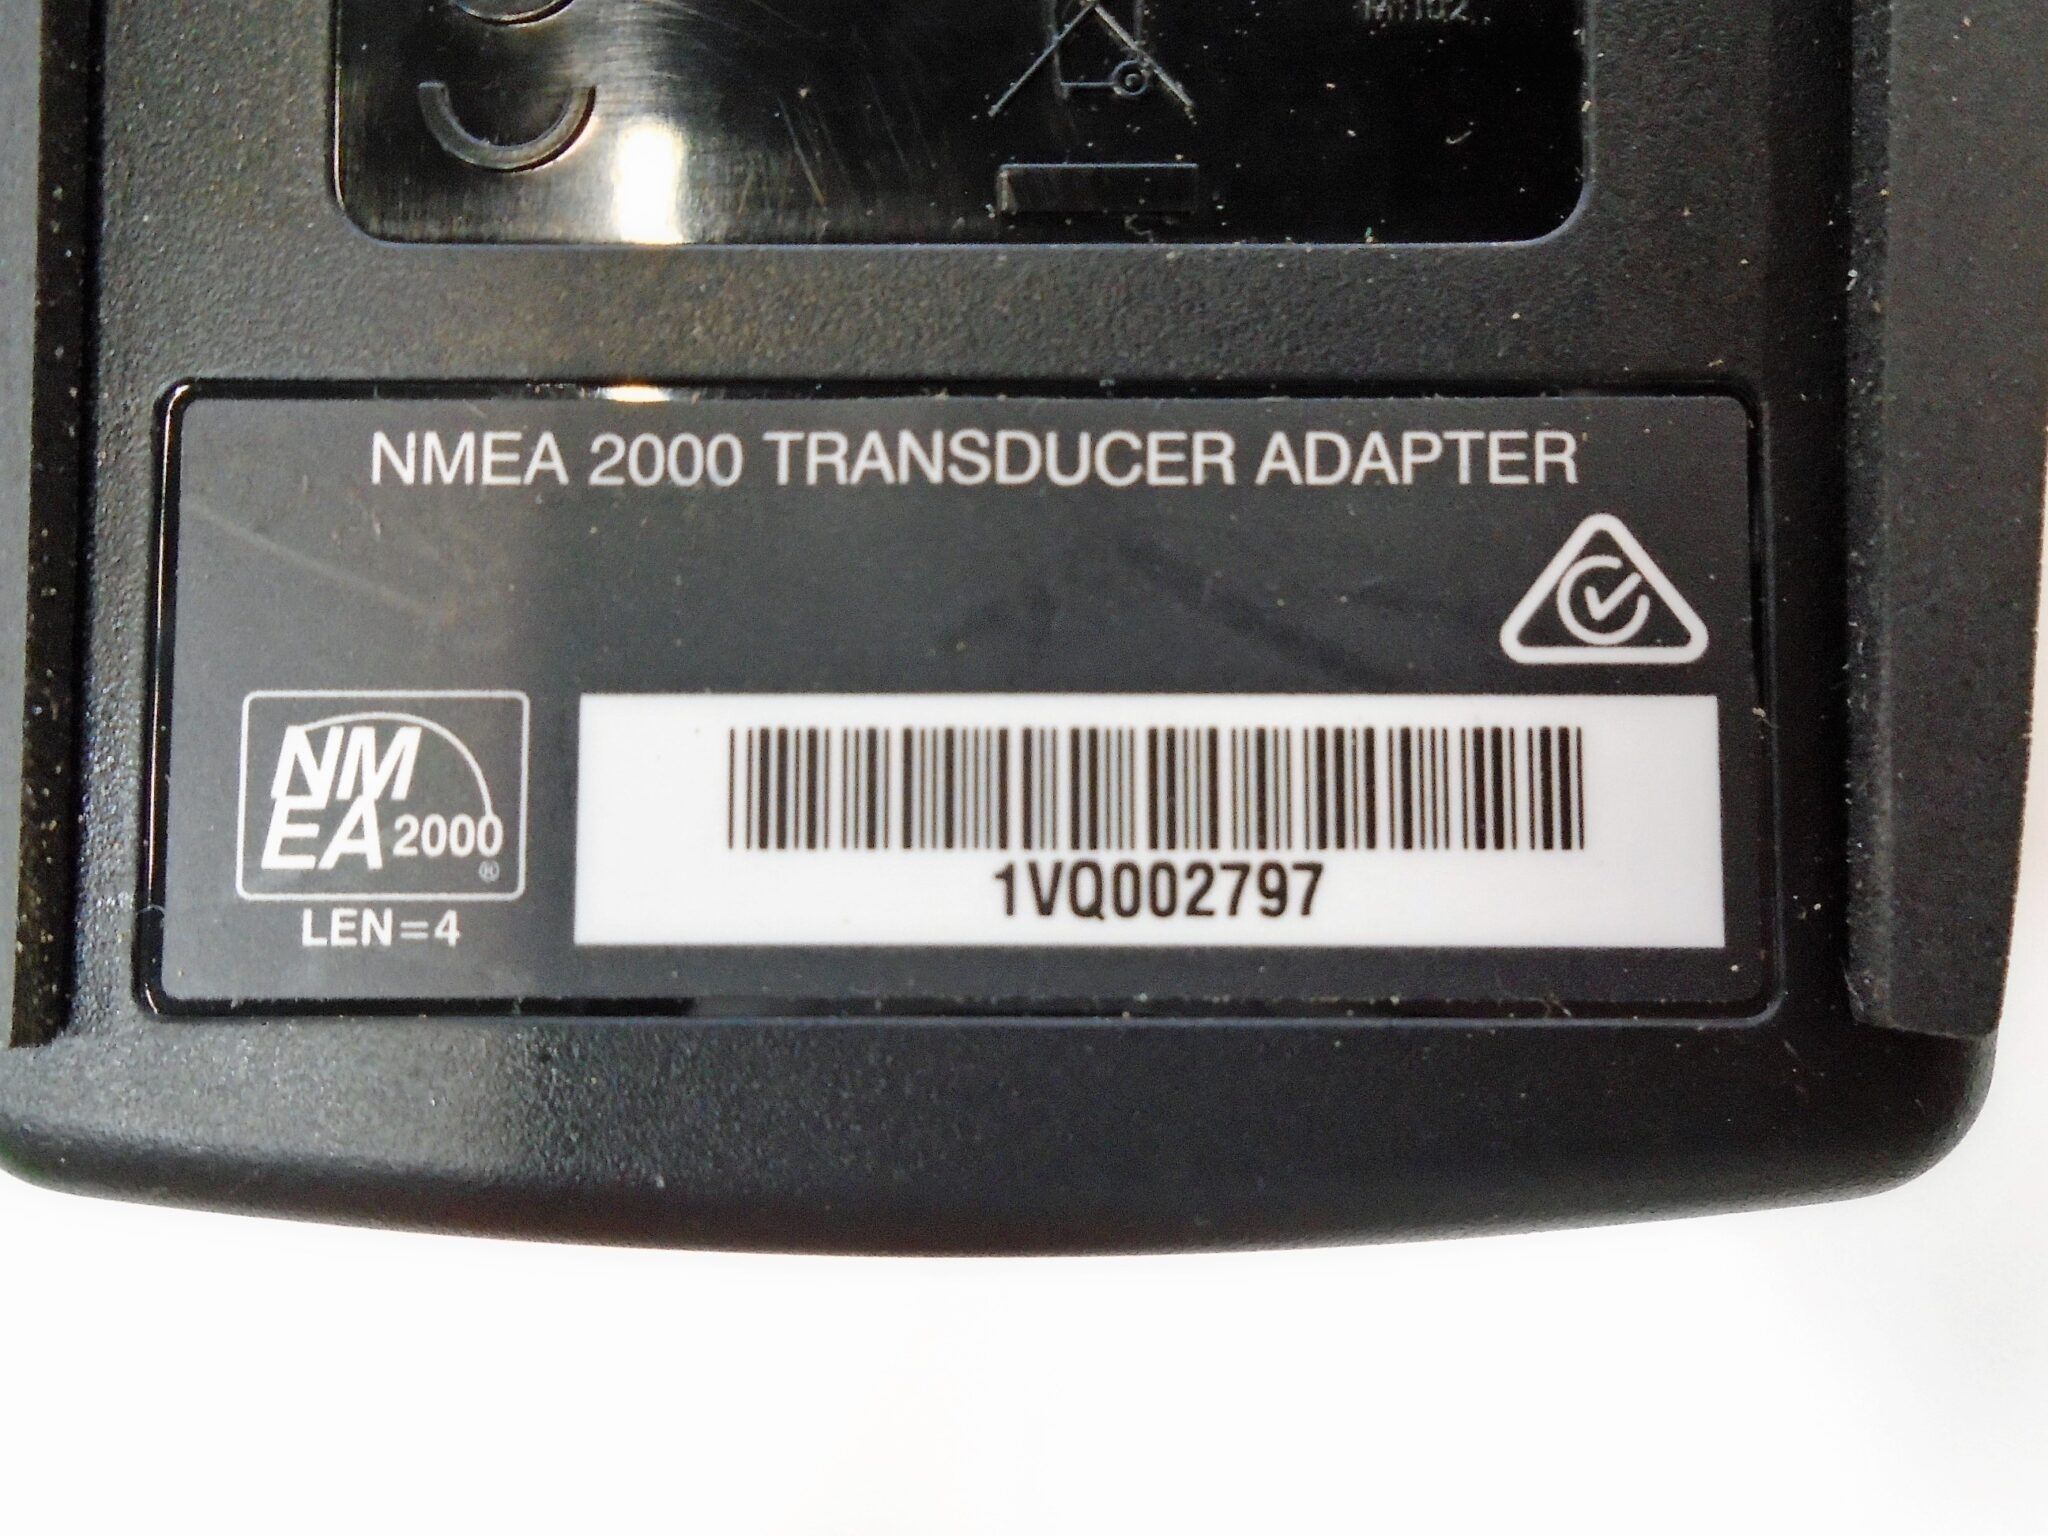 NMEA 2000 TRANSDUCER ADAPTER
NM
EA 2000®
LEN=4
1VQ002797